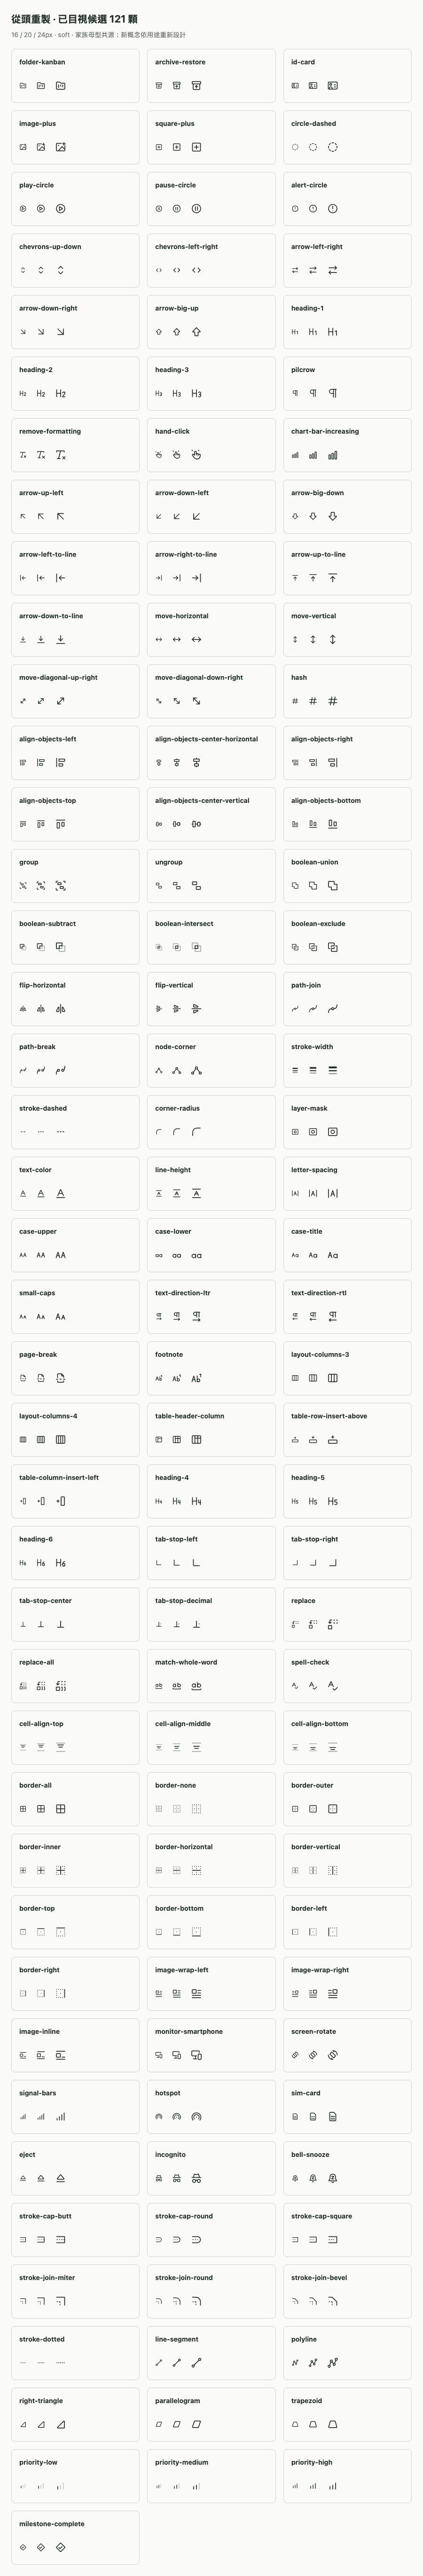 從頭重製 · 已目視候選 121 顆
16 / 20 / 24px · soft · 家族母型共源；新概念依用途重新設計
folder-kanban archive-restore id-card
image-plus square-plus circle-dashed
play-circle pause-circle alert-circle
chevrons-up-down chevrons-left-right arrow-left-right
arrow-down-right arrow-big-up heading-1
heading-2 heading-3 pilcrow
remove-formatting hand-click chart-bar-increasing
arrow-up-left arrow-down-left arrow-big-down
arrow-left-to-line arrow-right-to-line arrow-up-to-line
arrow-down-to-line move-horizontal move-vertical
move-diagonal-up-right move-diagonal-down-right hash
align-objects-left align-objects-center-horizontal align-objects-right
align-objects-top align-objects-center-vertical align-objects-bottom
group ungroup boolean-union
boolean-subtract boolean-intersect boolean-exclude
flip-horizontal flip-vertical path-join
path-break node-corner stroke-width
stroke-dashed corner-radius layer-mask
text-color line-height letter-spacing
case-upper case-lower case-title
small-caps text-direction-ltr text-direction-rtl
page-break footnote layout-columns-3
layout-columns-4 table-header-column table-row-insert-above
table-column-insert-left heading-4 heading-5
heading-6 tab-stop-left tab-stop-right
tab-stop-center tab-stop-decimal replace
replace-all match-whole-word spell-check
cell-align-top cell-align-middle cell-align-bottom
border-all border-none border-outer
border-inner border-horizontal border-vertical
border-top border-bottom border-left
border-right image-wrap-left image-wrap-right
image-inline monitor-smartphone screen-rotate
signal-bars hotspot sim-card
eject incognito bell-snooze
stroke-cap-butt stroke-cap-round stroke-cap-square
stroke-join-miter stroke-join-round stroke-join-bevel
stroke-dotted line-segment polyline
right-triangle parallelogram trapezoid
priority-low priority-medium priority-high
milestone-complete